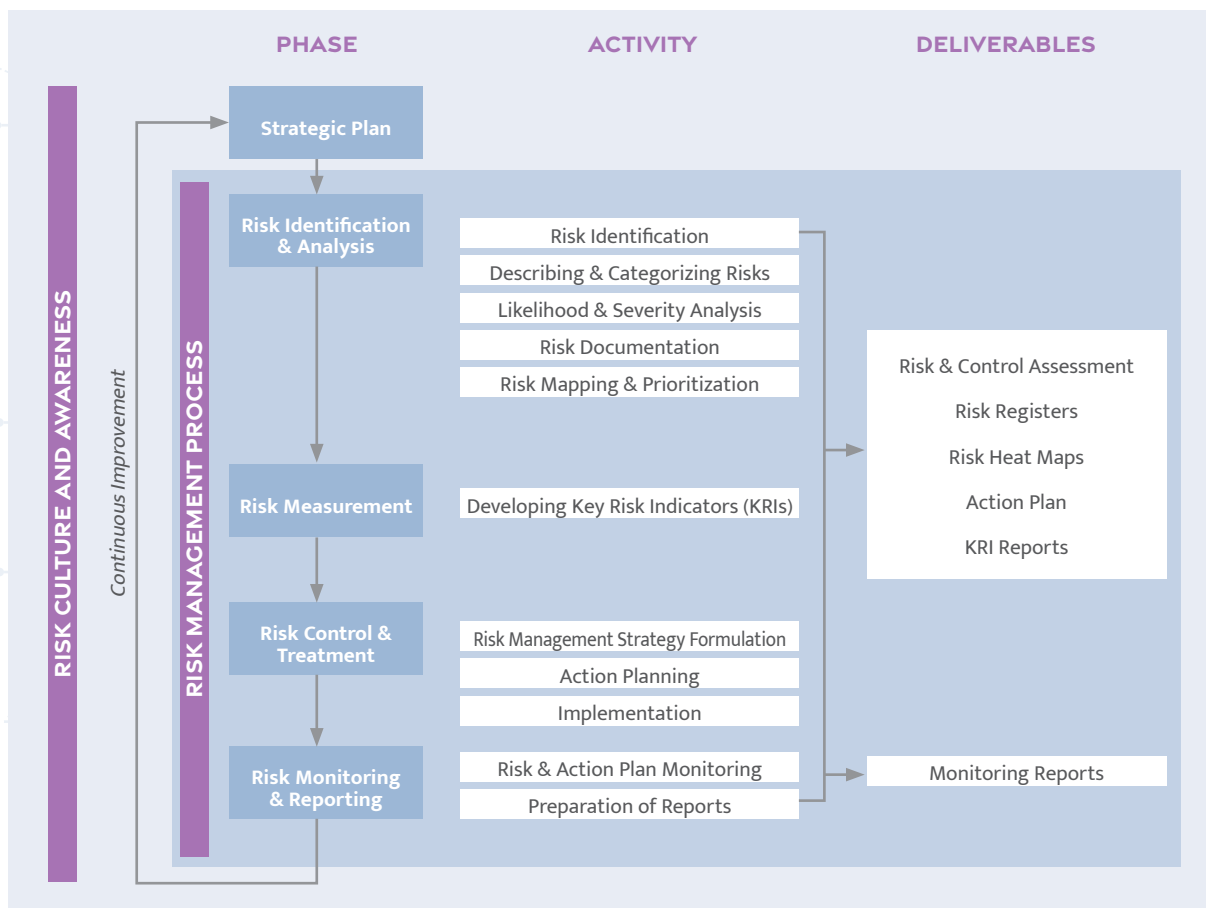 PHASE
ACTIVITY
DELIVERABLES
RISK CULTURE AND AWARENESS
Continuous Improvement
RISK MANAGEMENT PROCESS
Strategic Plan
Risk Identification
& Analysis
Risk Identification
Describing & Categorizing Risks
Likelihood & Severity Analysis
Risk Documentation
Risk Mapping & Prioritization
Risk Measurement
Developing Key Risk Indicators (KRIs)
Risk Control &
Treatment
Risk Management Strategy Formulation
Action Planning
Implementation
Risk Monitoring
& Reporting
Risk & Action Plan Monitoring
Preparation of Reports
Risk & Control Assessment
Risk Registers
Risk Heat Maps
Action Plan
KRI Reports
Monitoring Reports